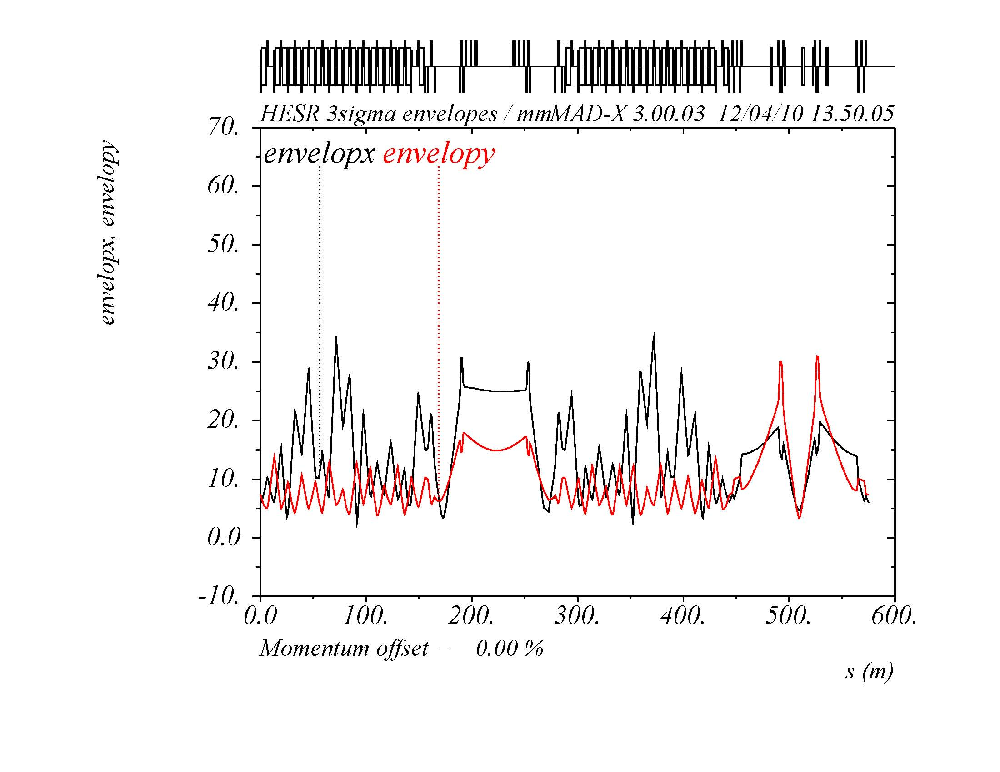 HESR 3sigma envelopes / mmMAD-X 3.00.03 12/04/10 13.50.05
envelopx envelopy
envelopx, envelopy
70.
60.
50.
40.
30.
20.
10.
0.0
-10.
0.0 100. 200. 300. 400. 500. 600.
Momentum offset = 0.00 %
s (m)